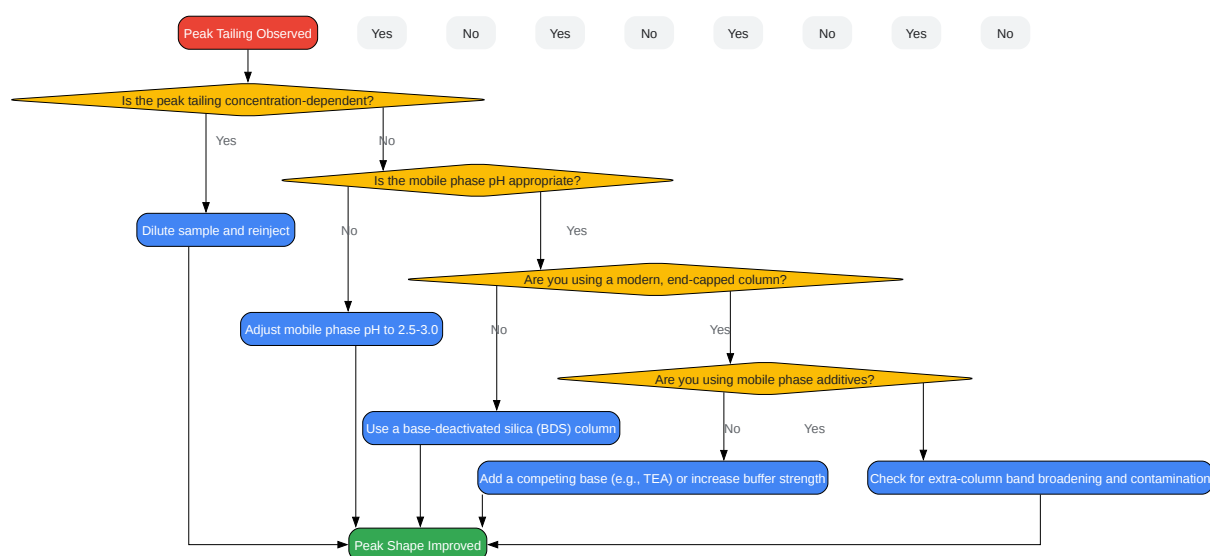 Peak Tailing Observed
Yes
No
Yes
No
Yes
No
Yes
No
Is the peak tailing concentration-dependent?
Yes
No
Is the mobile phase pH appropriate?
Dilute sample and reinject
No
Yes
Are you using a modern, end-capped column?
Adjust mobile phase pH to 2.5-3.0
No
Yes
Are you using mobile phase additives?
Use a base-deactivated silica (BDS) column
No
Yes
Add a competing base (e.g., TEA) or increase buffer strength
Check for extra-column band broadening and contamination
Peak Shape Improved